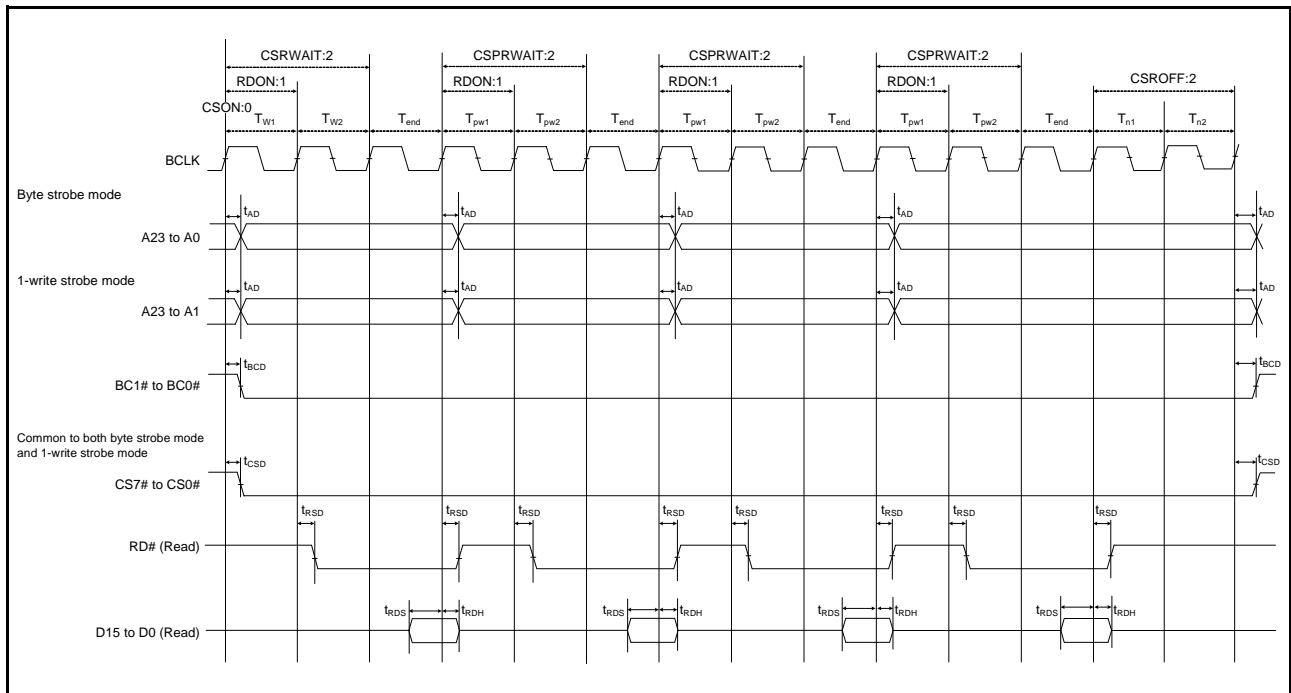 CSRWAIT:2 CSPRWAIT:2 CSPRWAIT:2 CSPRWAIT:2
RDON:1 RDON:1 RDON:1 RDON:1 CSROFF:2
CSON:0
TW1 TW2 Tend Tpw1 Tpw2 Tend Tpw1 Tpw2 Tend Tpw1 Tpw2 Tend Tn1 Tn2
BCLK
Byte strobe mode
tAD tAD tAD tAD tAD
A23 to A0
1-write strobe mode
tAD tAD tAD tAD tAD
A23 to A1
tBCD tBCD
BC1# to BC0#
Common to both byte strobe mode
and 1-write strobe mode
tCSD tCSD
CS7# to CS0#
tRSD tRSD tRSD tRSD tRSD tRSD tRSD tRSD
RD# (Read)
tRDS tRDH tRDS tRDH tRDS tRDH tRDS tRDH
D15 to D0 (Read)